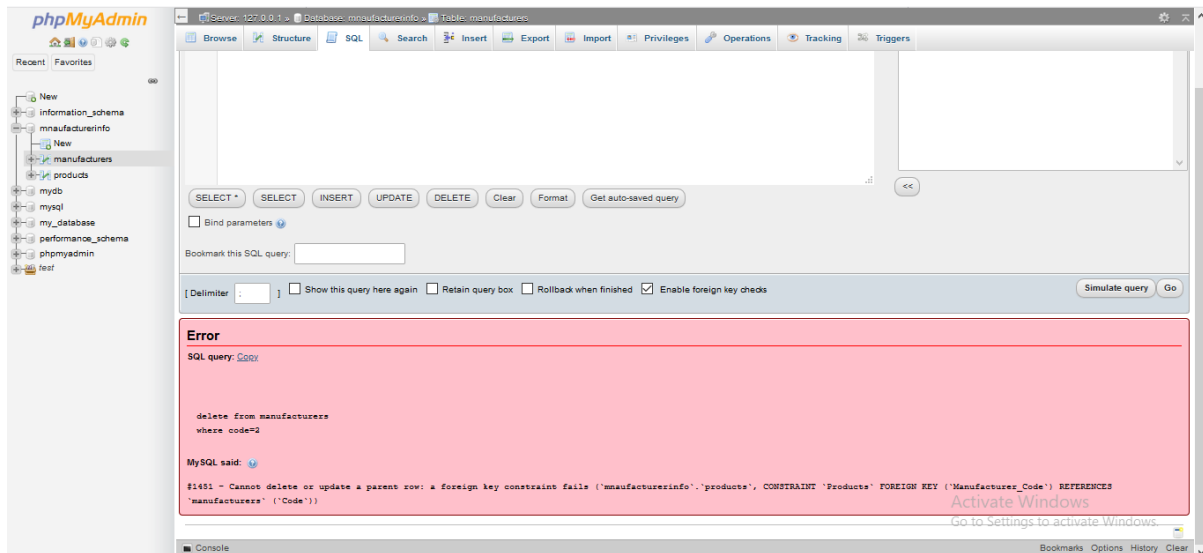 phpMyAdmin
Recent Favorites
New
information_schema
mnaufacturerinfo
New
manufacturers
products
mydb
mysql
my_database
performance_schema
phpmyadmin
test
Server: 127.0.0.1 » Database: mnaufacturerinfo » Table: manufacturers
Browse Structure SQL Search Insert Export Import Privileges Operations Tracking Triggers
<<
SELECT * SELECT INSERT UPDATE DELETE Clear Format Get auto-saved query
Bind parameters
Bookmark this SQL query:
[ Delimiter ; ] Show this query here again Retain query box Rollback when finished Enable foreign key checks Simulate query Go
Error
SQL query: Copy
delete from manufacturers
where code=2
MySQL said:
#1451 - Cannot delete or update a parent row: a foreign key constraint fails (`mnaufacturerinfo`.`products`, CONSTRAINT `Products` FOREIGN KEY (`Manufacturer_Code`) REFERENCES
`manufacturers` (`Code`))
Activate Windows
Go to Settings to activate Windows.
Console Bookmarks Options History Clear